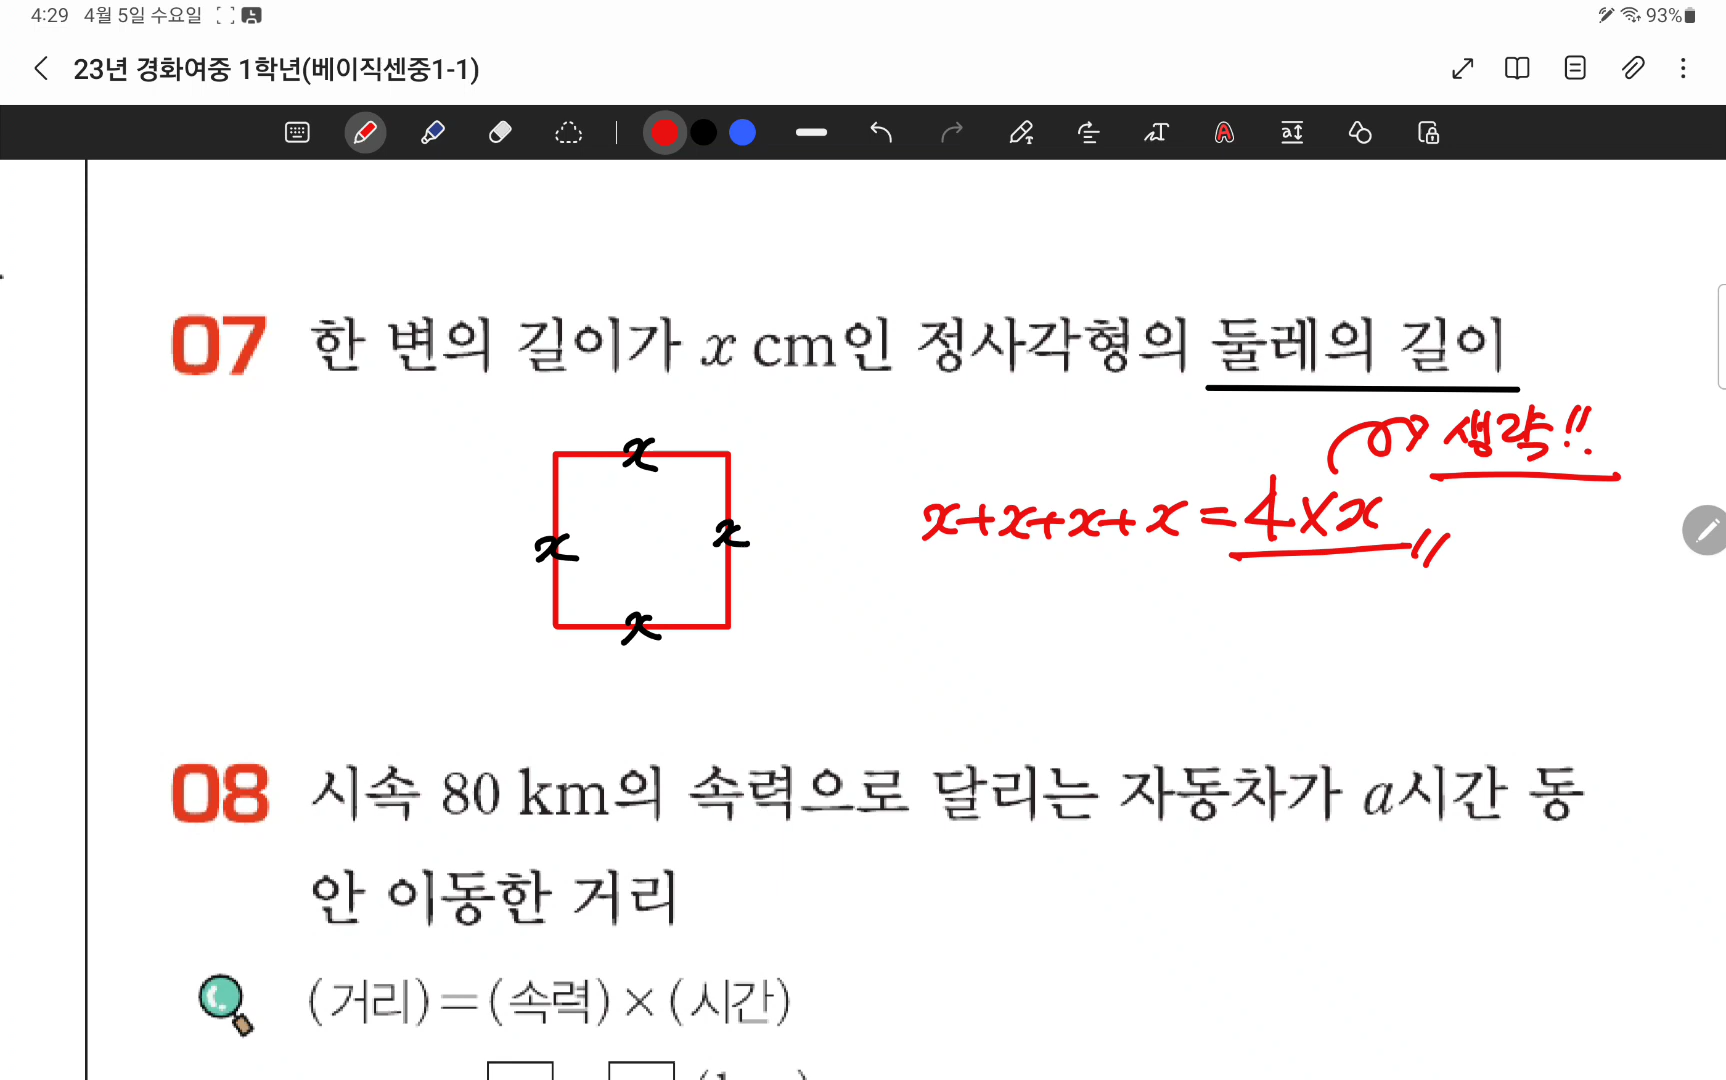 4:29 4월 5일 수요일 93%
23년 경화여중 1학년(베이직쎈중1-1)
07 한 변의 길이가 x cm인 정사각형의 둘레의 길이
생략!!
x
x+x+x+x=4×x
x
x
x
08 시속 80 km의 속력으로 달리는 자동차가 a시간 동
안 이동한 거리
(거리)=(속력)×(시간)